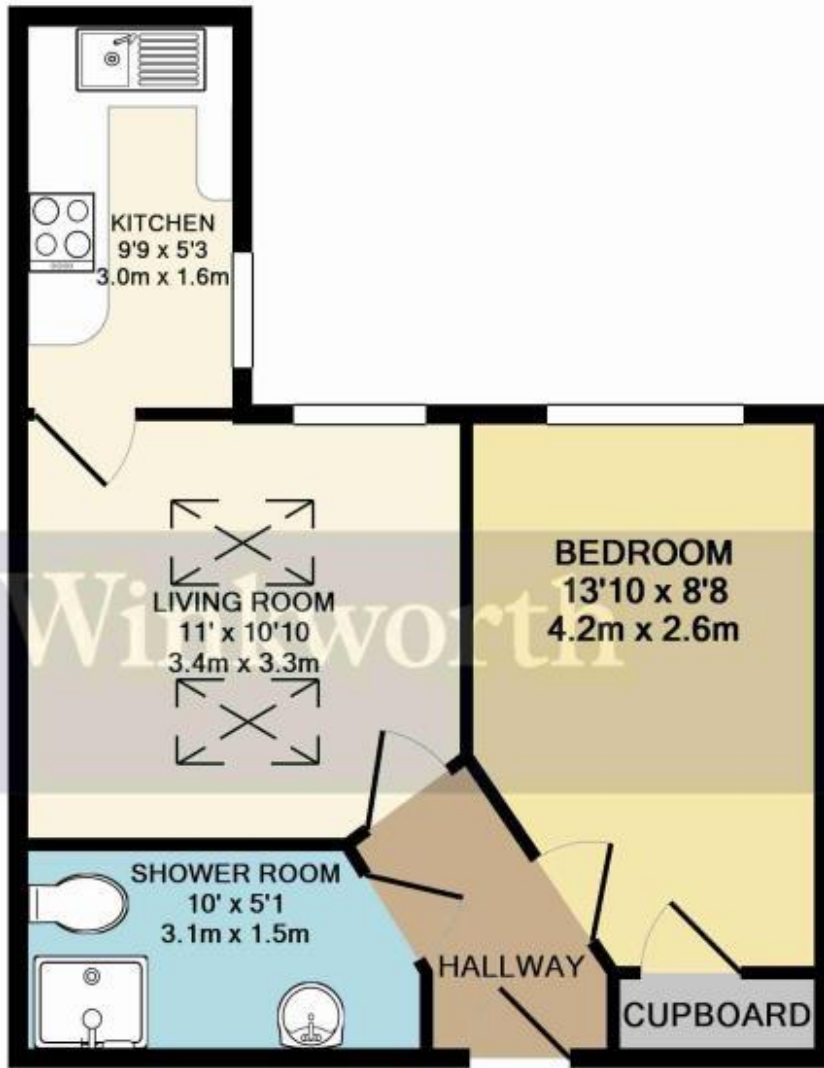 KITCHEN
9'9 x 5'3
3.0m x 1.6m
LIVING ROOM
11' x 10'10
3.4m x 3.3m
BEDROOM
13'10 x 8'8
4.2m x 2.6m
Winkworth
SHOWER ROOM
10' x 5'1
3.1m x 1.5m
HALLWAY
CUPBOARD